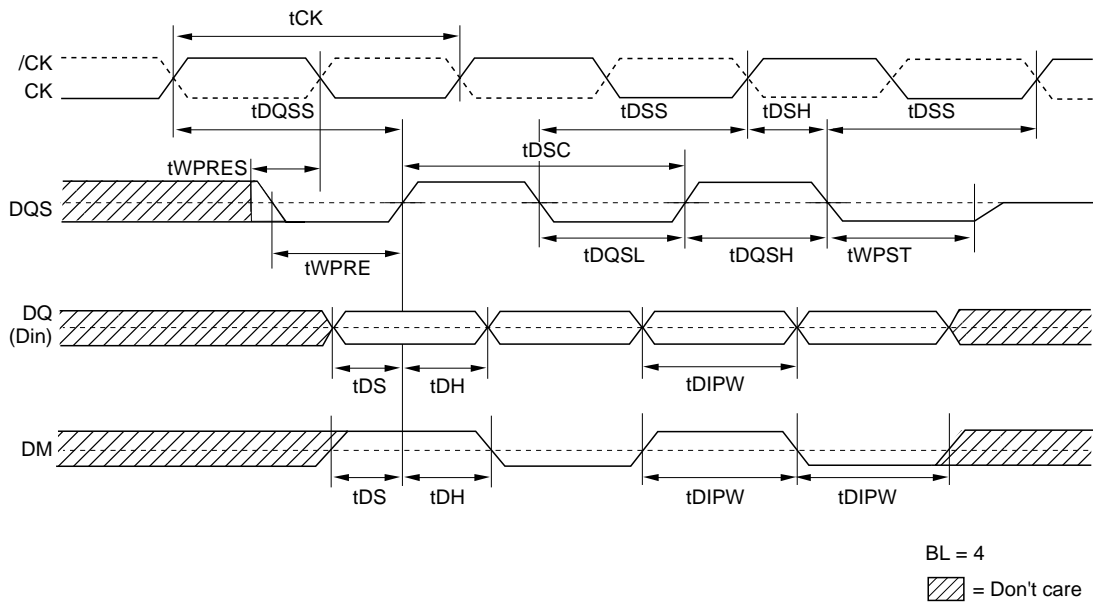 tCK
/CK
CK
tDQSS
tDSS
tDSH
tDSS
tWPRES
tDSC
DQS
tWPRE
tDQSL
tDQSH
tWPST
DQ
(Din)
tDS
tDH
tDIPW
DM
tDS
tDH
tDIPW
tDIPW
BL = 4
= Don't care